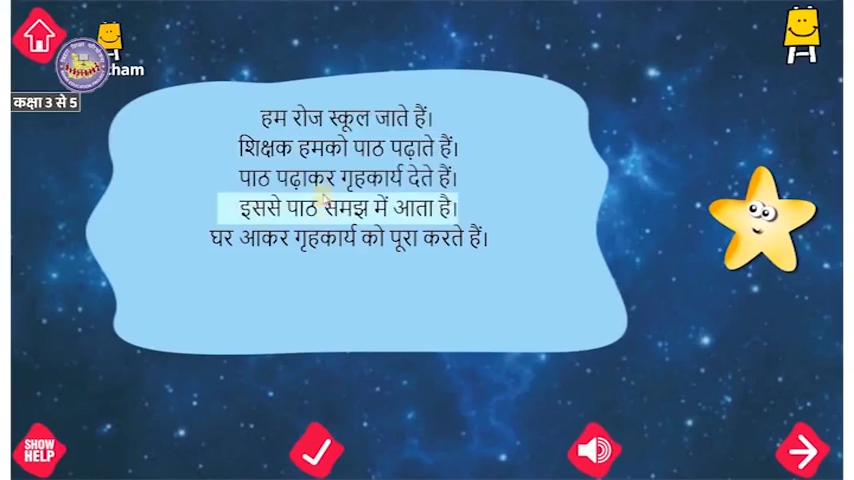 ham
कक्षा 3 से 5
हम रोज स्कूल जाते हैं।
शिक्षक हमको पाठ पढ़ाते हैं।
पाठ पढ़ाकर गृहकार्य देते हैं।
इससे पाठ समझ में आता है।
घर आकर गृहकार्य को पूरा करते हैं।
SHOW
HELP